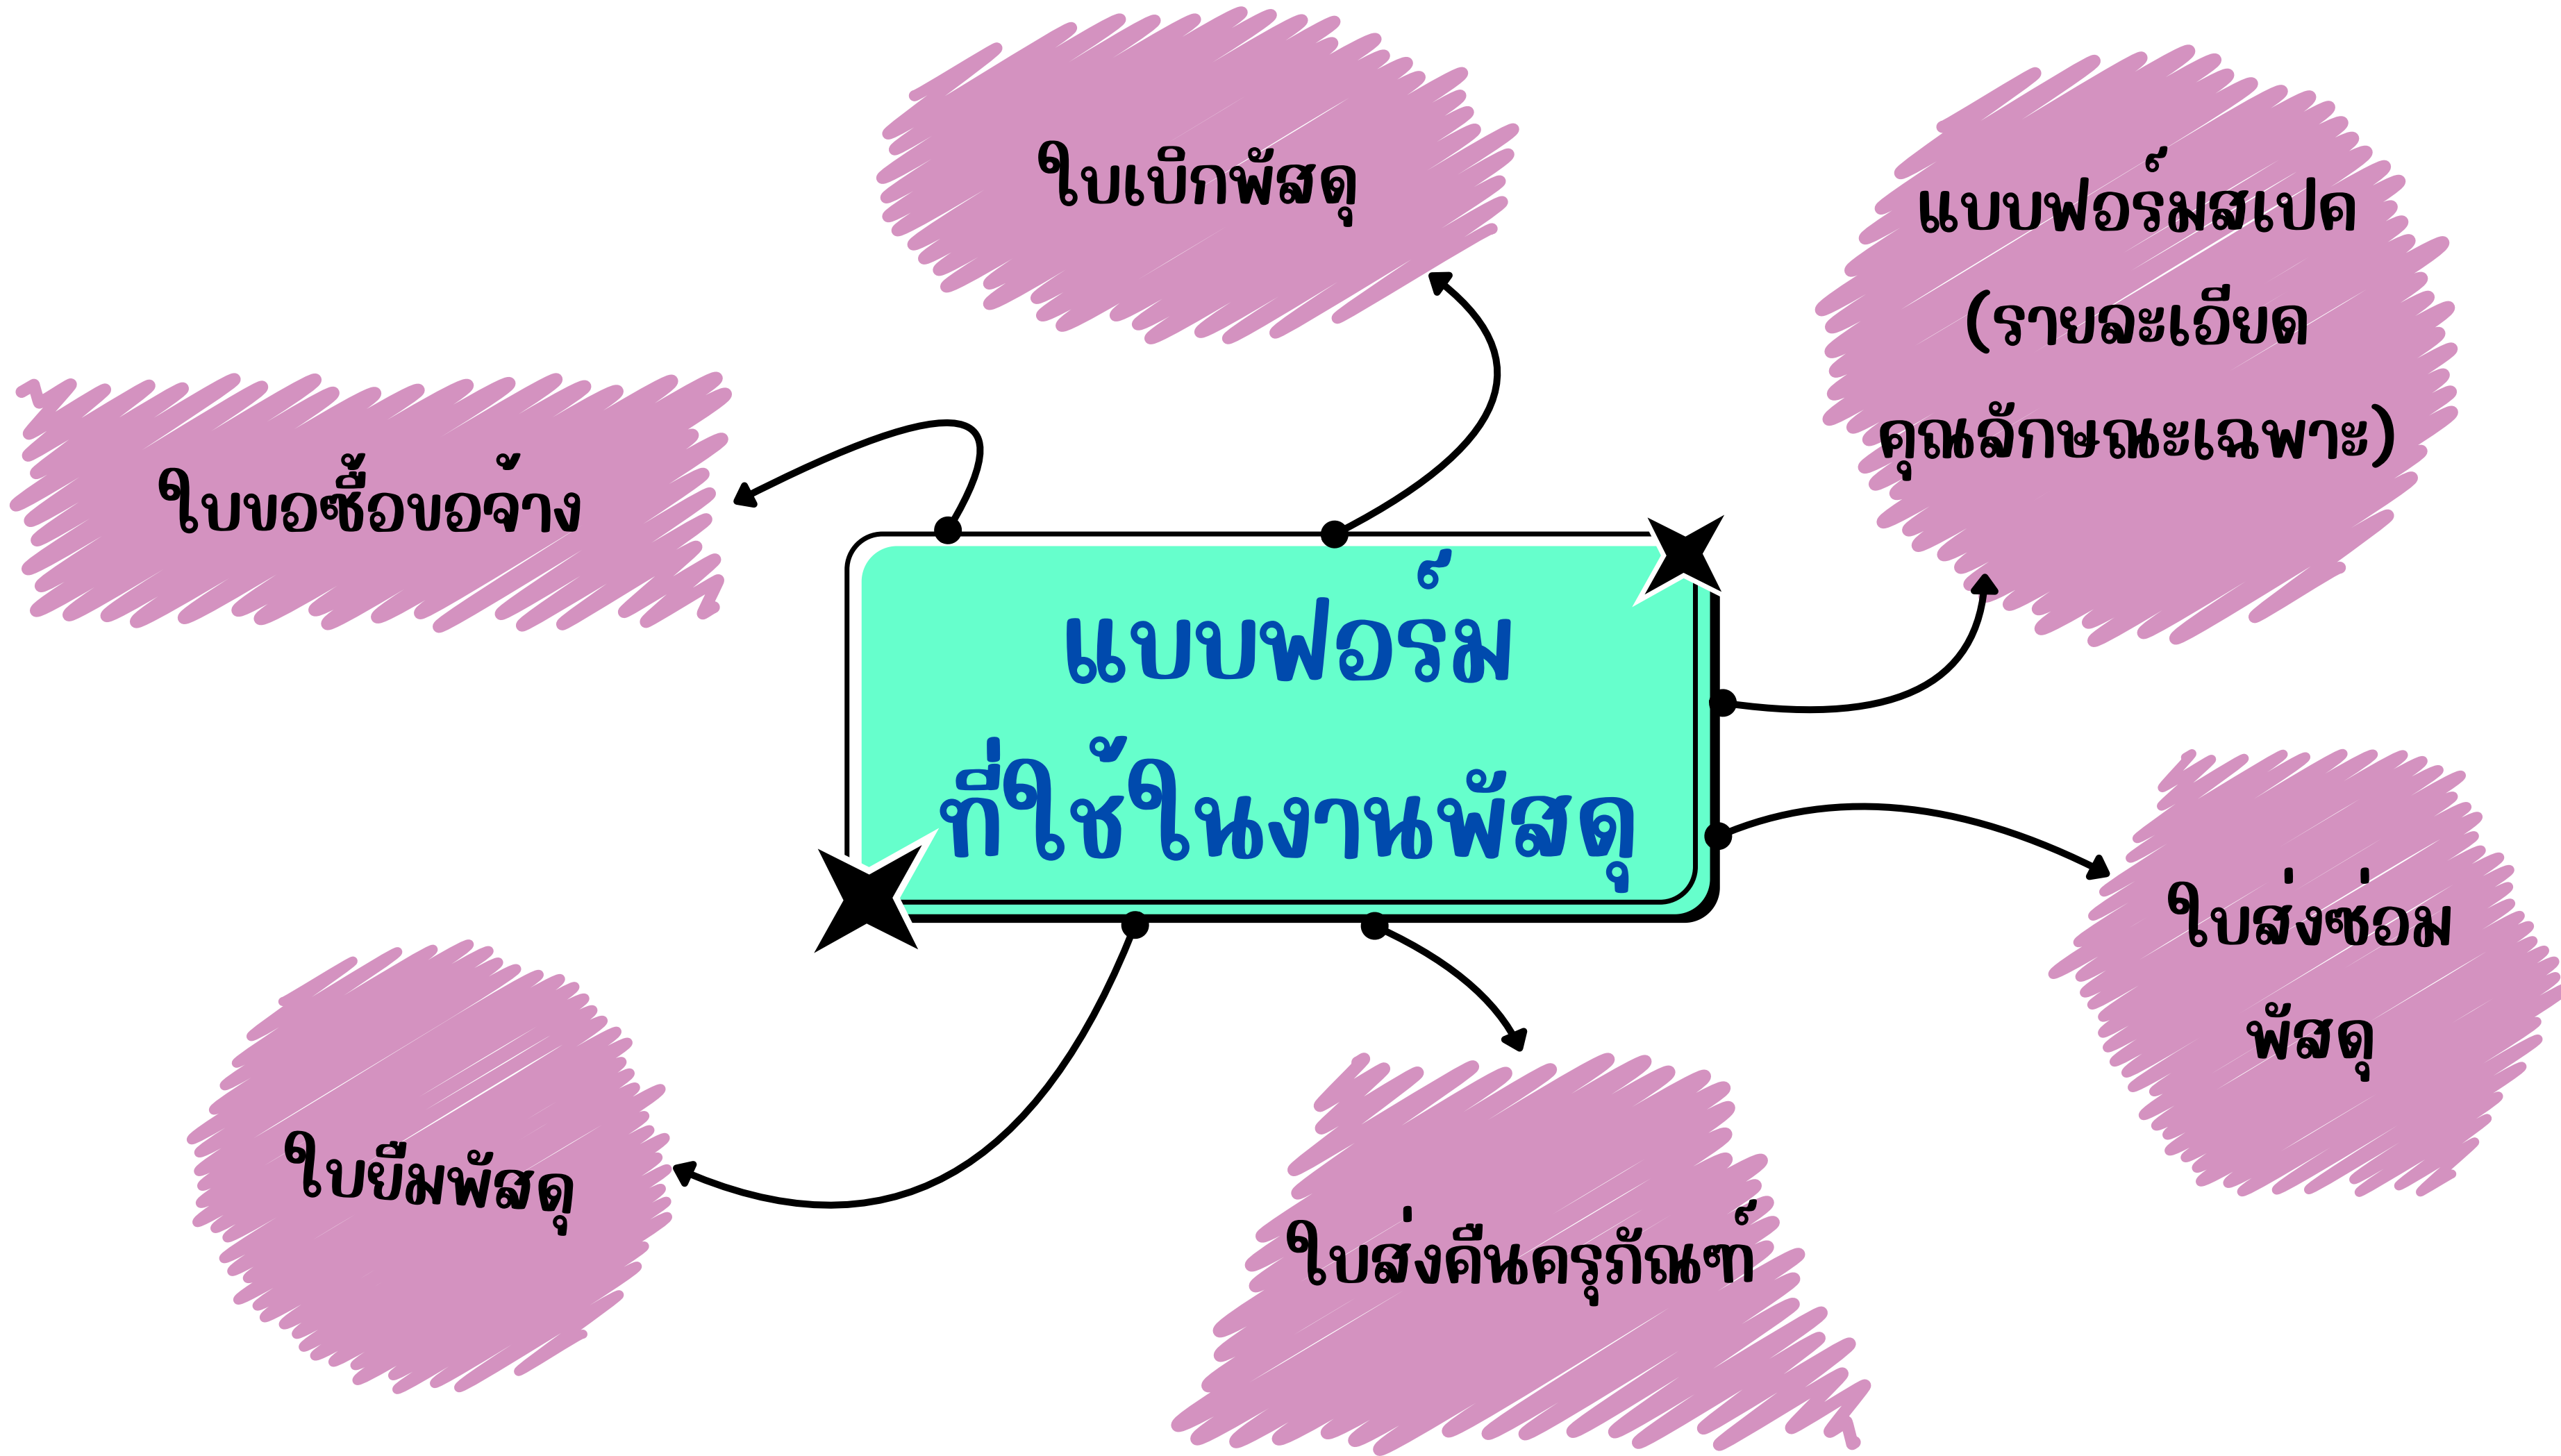 ใบเบิกพัสดุ
แบบฟอร์มสเปค
(รายละเอียด
คุณลักษณะเฉพาะ)
ใบขอซื้อขอจ้าง
แบบฟอร์ม
ที่ใช้ในงานพัสดุ
ใบส่งซ่อม
พัสดุ
ใบยืมพัสดุ
ใบส่งคืนครุภัณฑ์